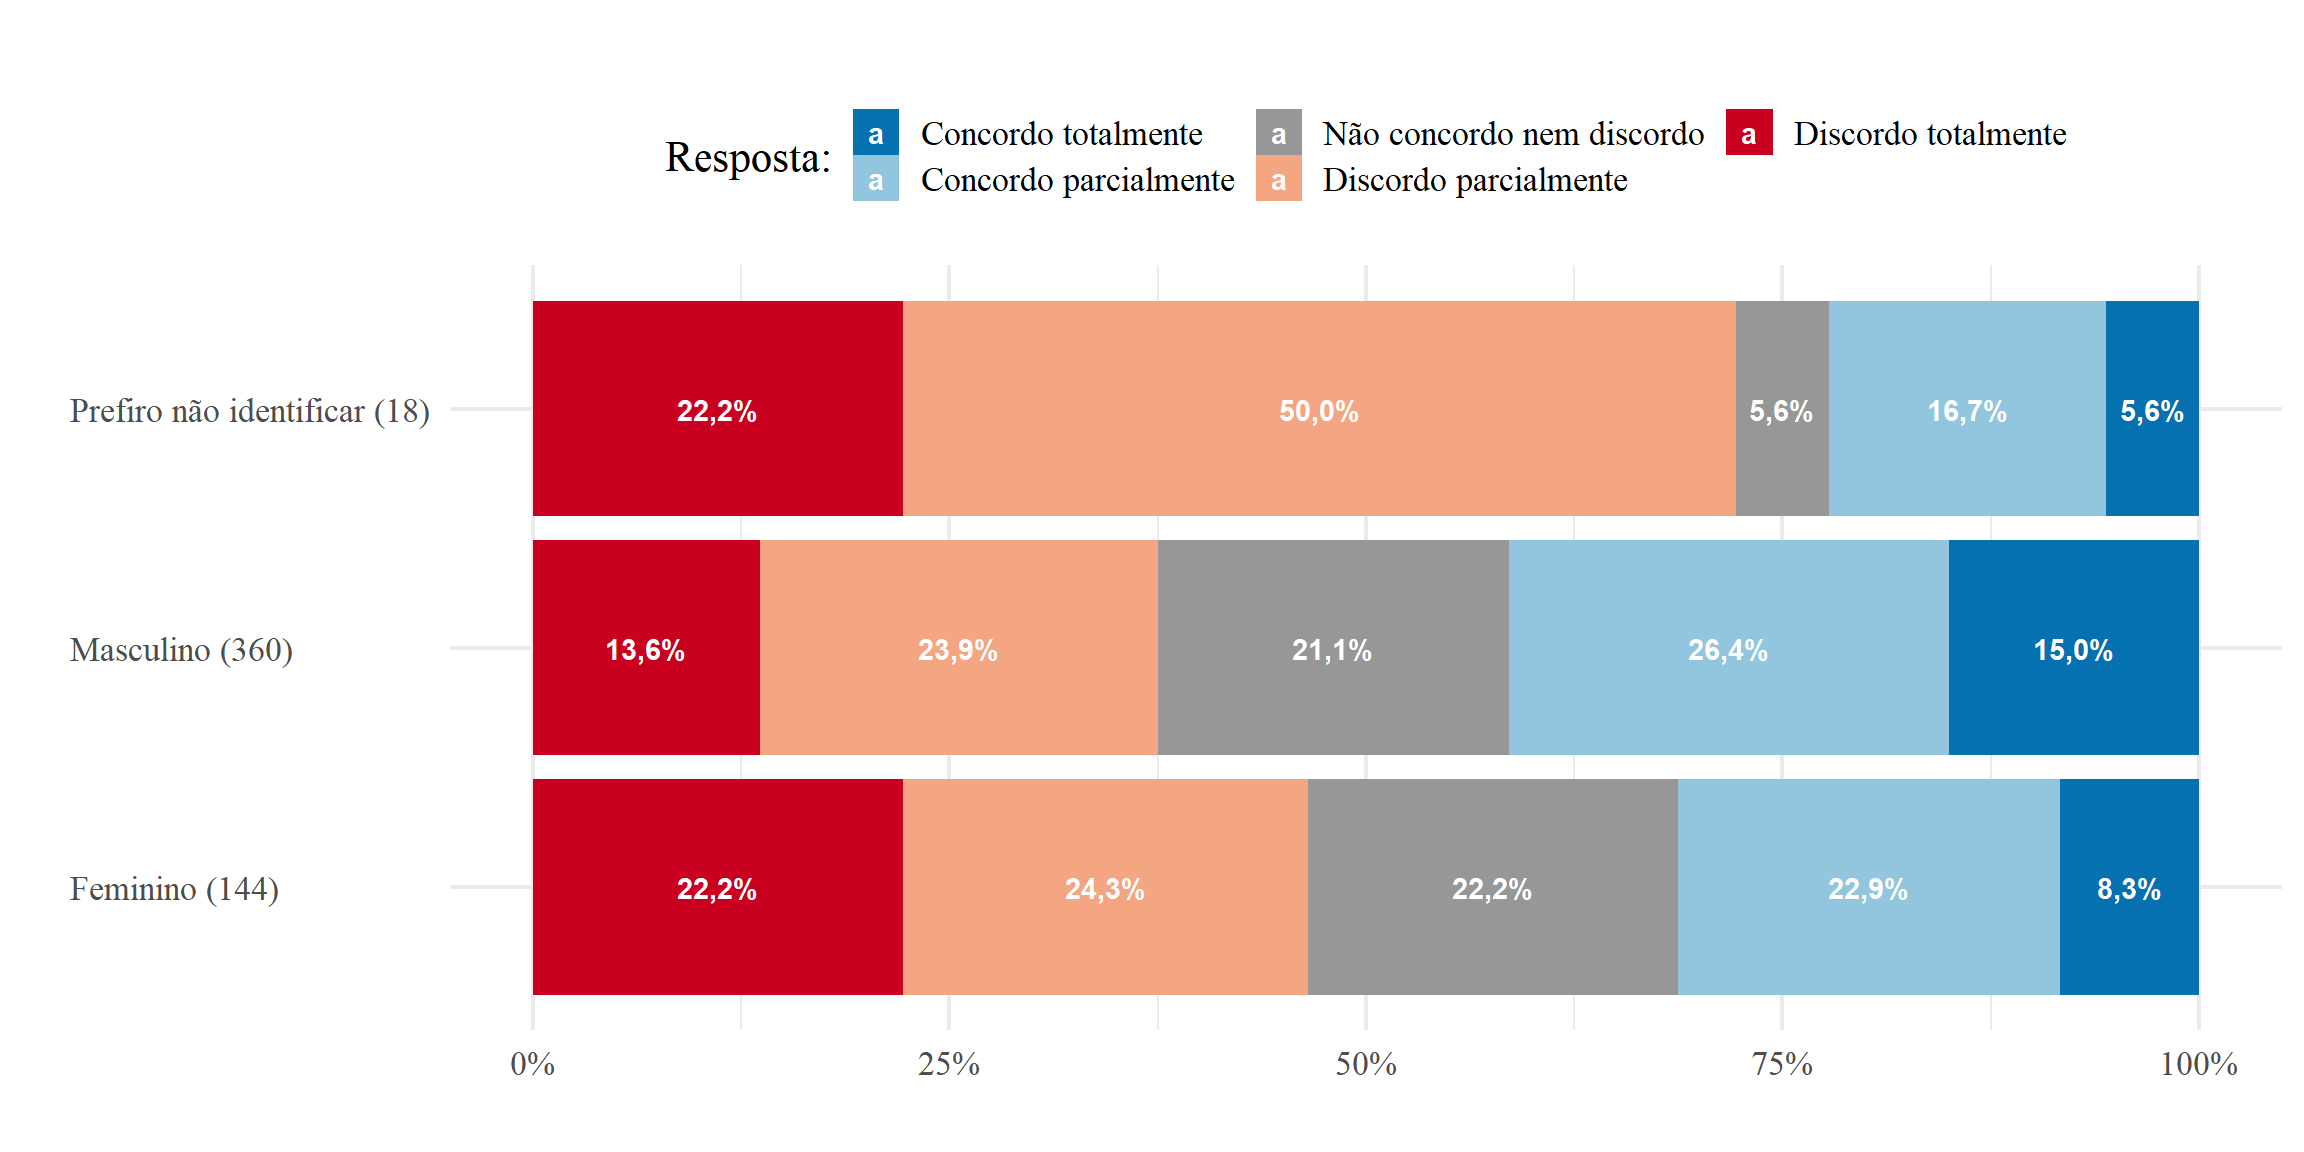 Resposta:
a Concordo totalmente a Não concordo nem discordo a Discordo totalmente
a Concordo parcialmente a Discordo parcialmente
Prefiro não identificar (18) 22,2% 50,0% 5,6% 16,7% 5,6%
Masculino (360) 13,6% 23,9% 21,1% 26,4% 15,0%
Feminino (144) 22,2% 24,3% 22,2% 22,9% 8,3%
0% 25% 50% 75% 100%